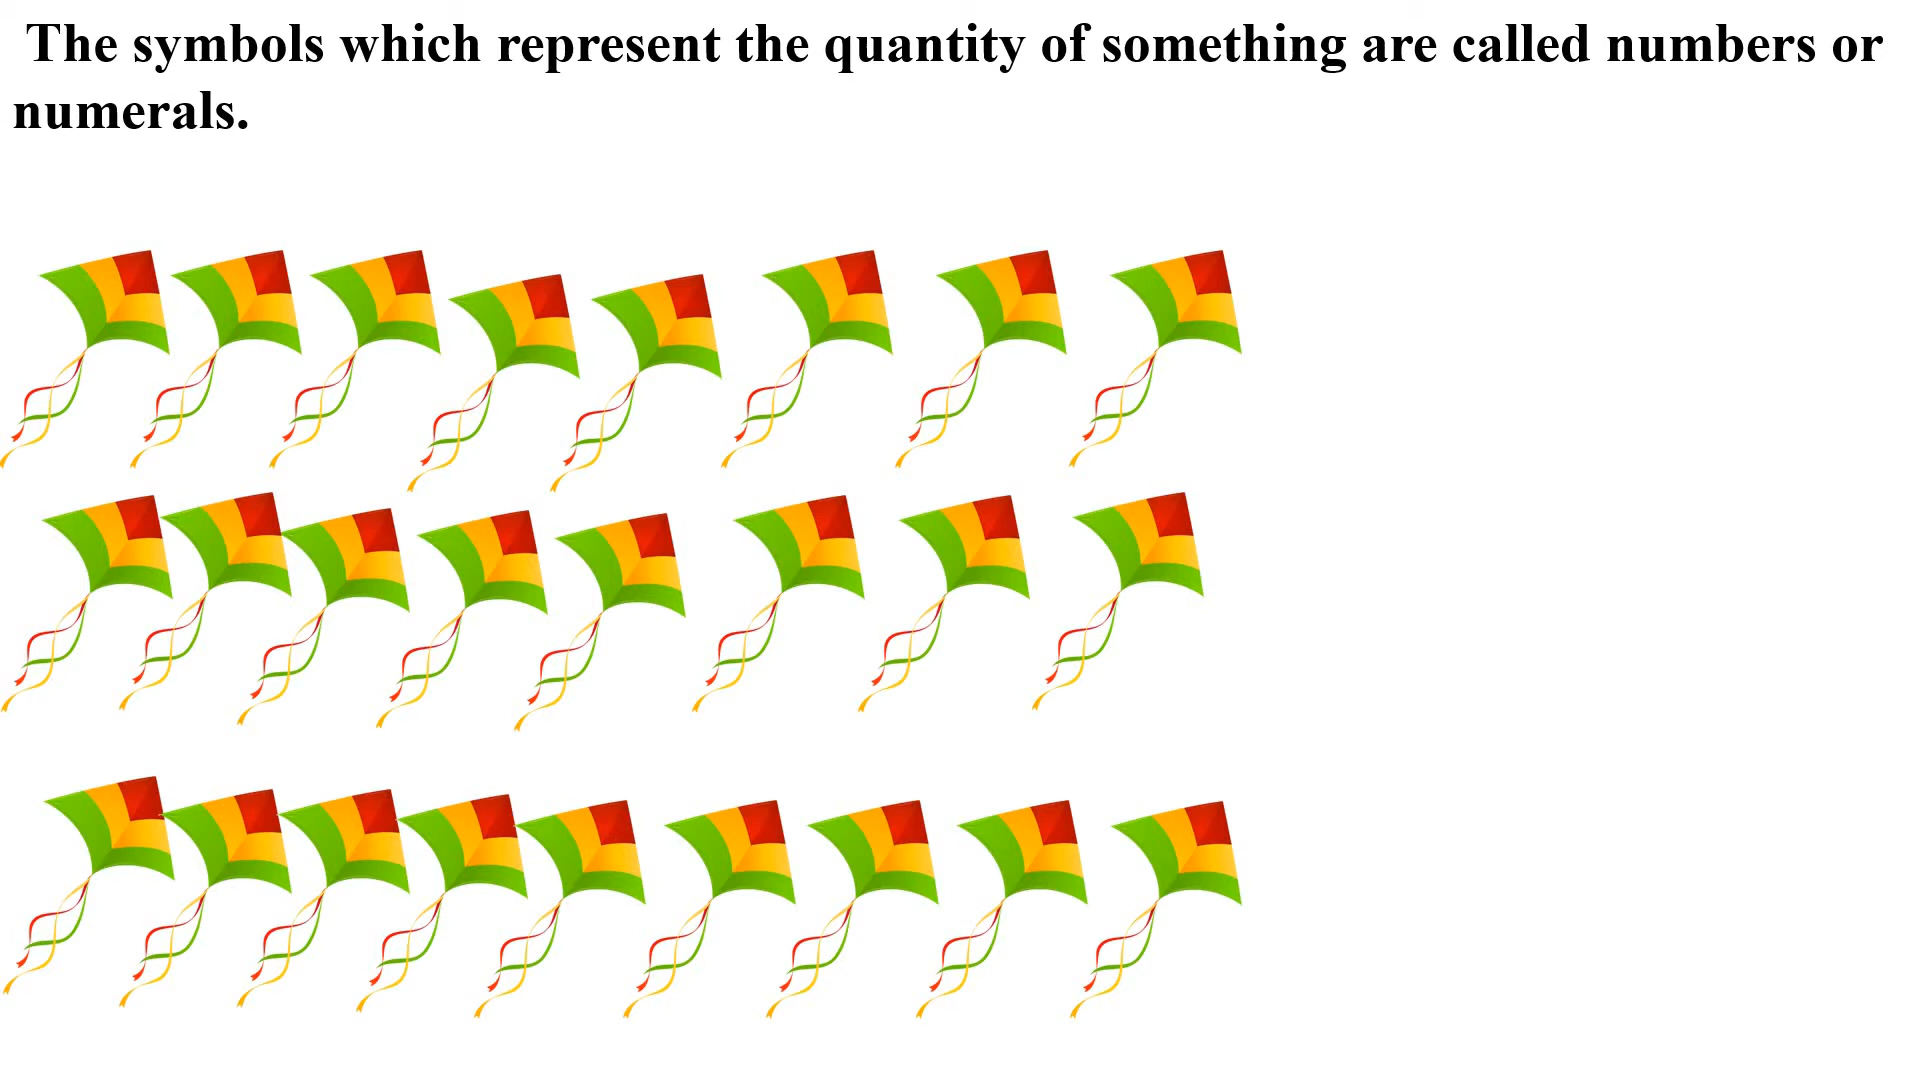 The symbols which represent the quantity of something are called numbers or
numerals.